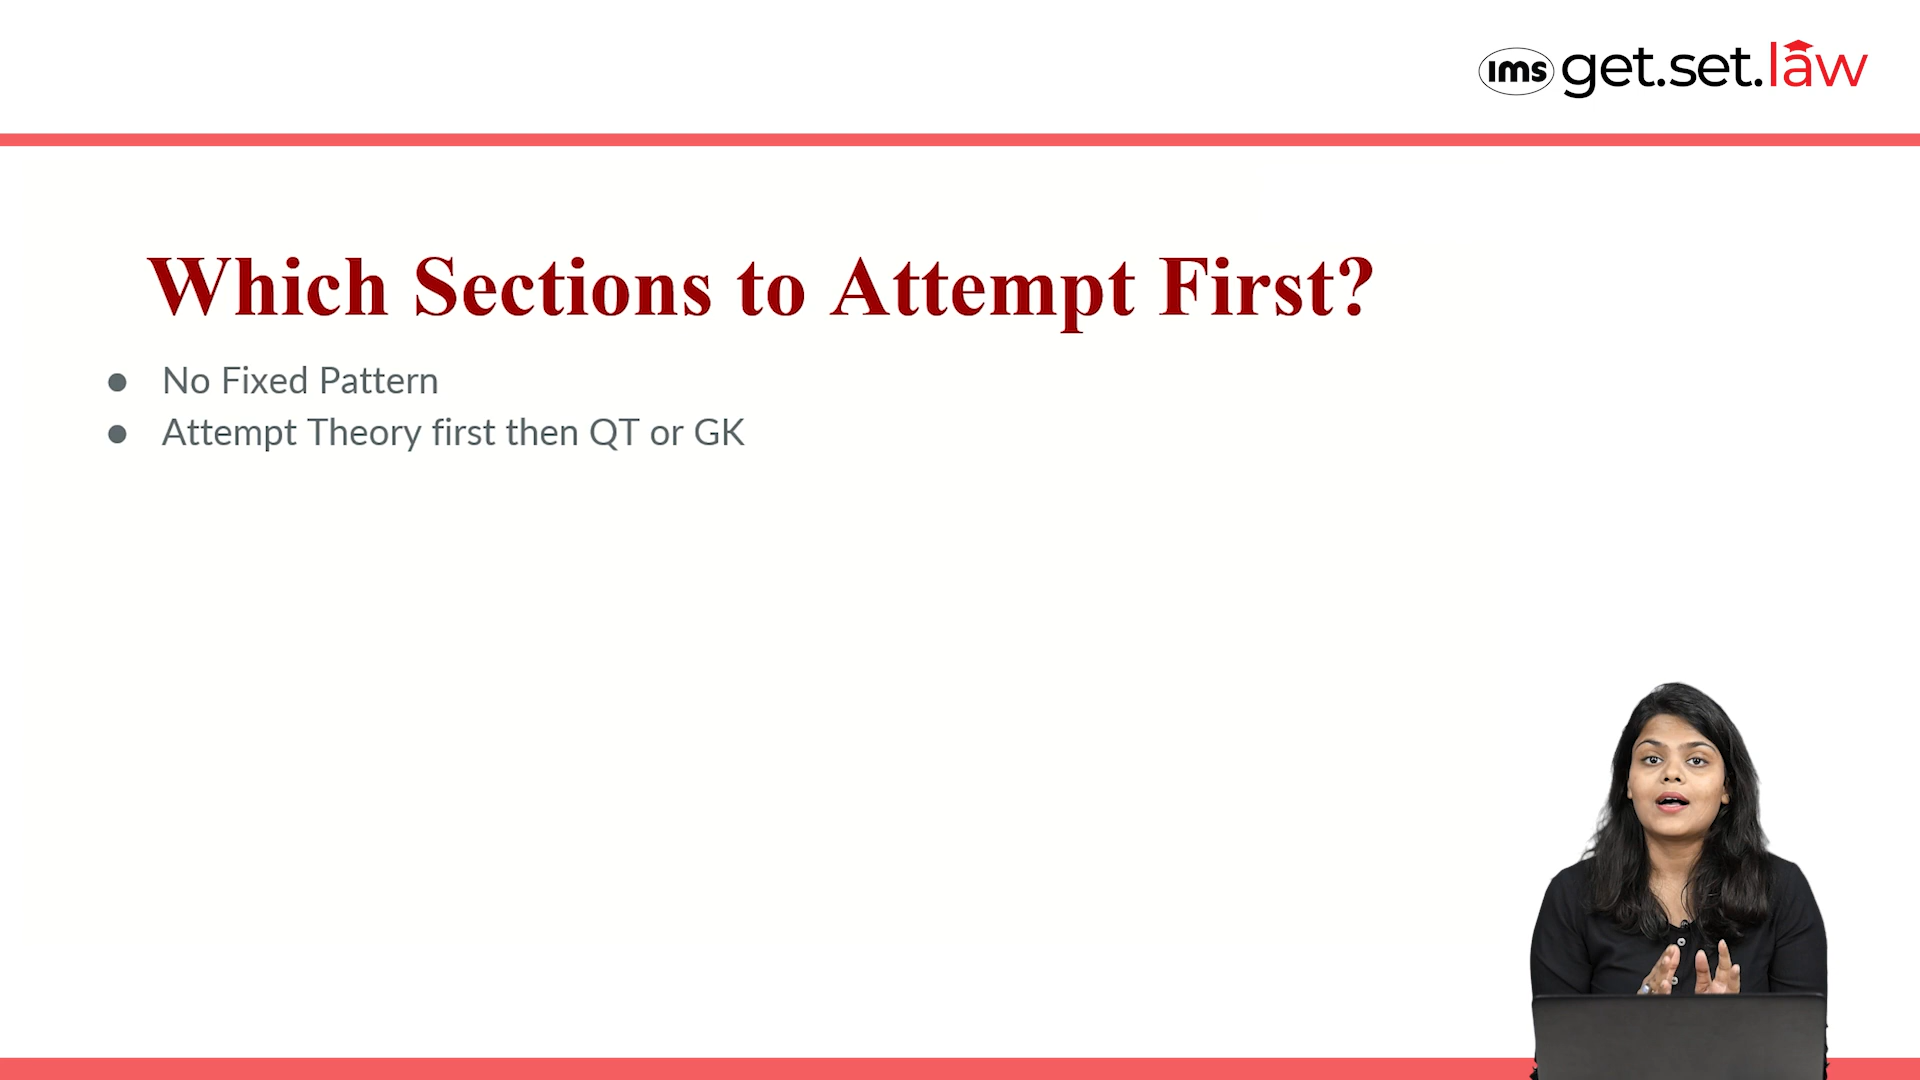 ims get.set.law
Which Sections to Attempt First?
● No Fixed Pattern
● Attempt Theory first then QT or GK